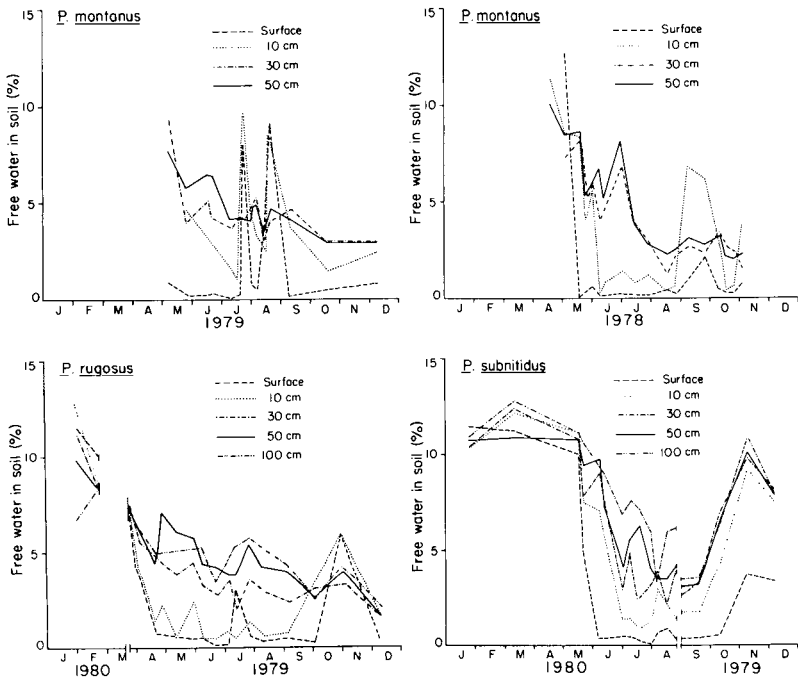 P. montanus
Surface
10 cm
30 cm
50 cm
Free water in soil (%)
15
10
5
0
J F M A M J J A S O N D
1979
P. montanus
Surface
10 cm
30 cm
50 cm
Free water in soil (%)
15
10
5
0
J F M A M J J A S O N D
1978
P. rugosus
Surface
10 cm
30 cm
50 cm
100 cm
Free water in soil (%)
15
10
5
0
J F M A M J J A S O N D
1980 1979
P. subnitidus
Surface
10 cm
30 cm
50 cm
100 cm
Free water in soil (%)
15
10
5
0
J F M A M J J A S O N D
1980 1979